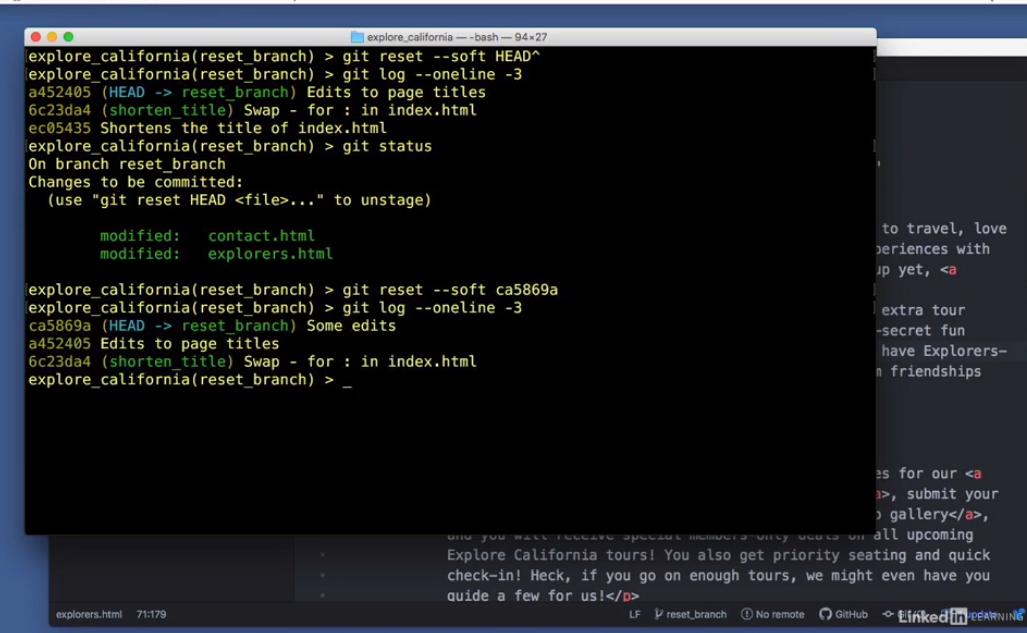 explore_california — -bash — 94×27
explore_california(reset_branch) > git reset --soft HEAD^
explore_california(reset_branch) > git log --oneline -3
a452405 (HEAD -> reset_branch) Edits to page titles
6c23da4 (shorten_title) Swap - for : in index.html
ec05435 Shortens the title of index.html
explore_california(reset_branch) > git status
On branch reset_branch
Changes to be committed:
(use "git reset HEAD <file>..." to unstage)
modified: contact.html
modified: explorers.html
explore_california(reset_branch) > git reset --soft ca5869a
explore_california(reset_branch) > git log --oneline -3
ca5869a (HEAD -> reset_branch) Some edits
a452405 Edits to page titles
6c23da4 (shorten_title) Swap - for : in index.html
explore_california(reset_branch) > _
to travel, love
periences with
up yet, <a
extra tour
-secret fun
have Explorers-
friendships
es for our <a
a>, submit your
gallery</a>,
and you will receive special members only deals on all upcoming
Explore California tours! You also get priority seating and quick
check-in! Heck, if you go on enough tours, we might even have you
guide a few for us!</p>
explorers.html 71:179 LF reset_branch No remote GitHub
LinkedIn LEARNING